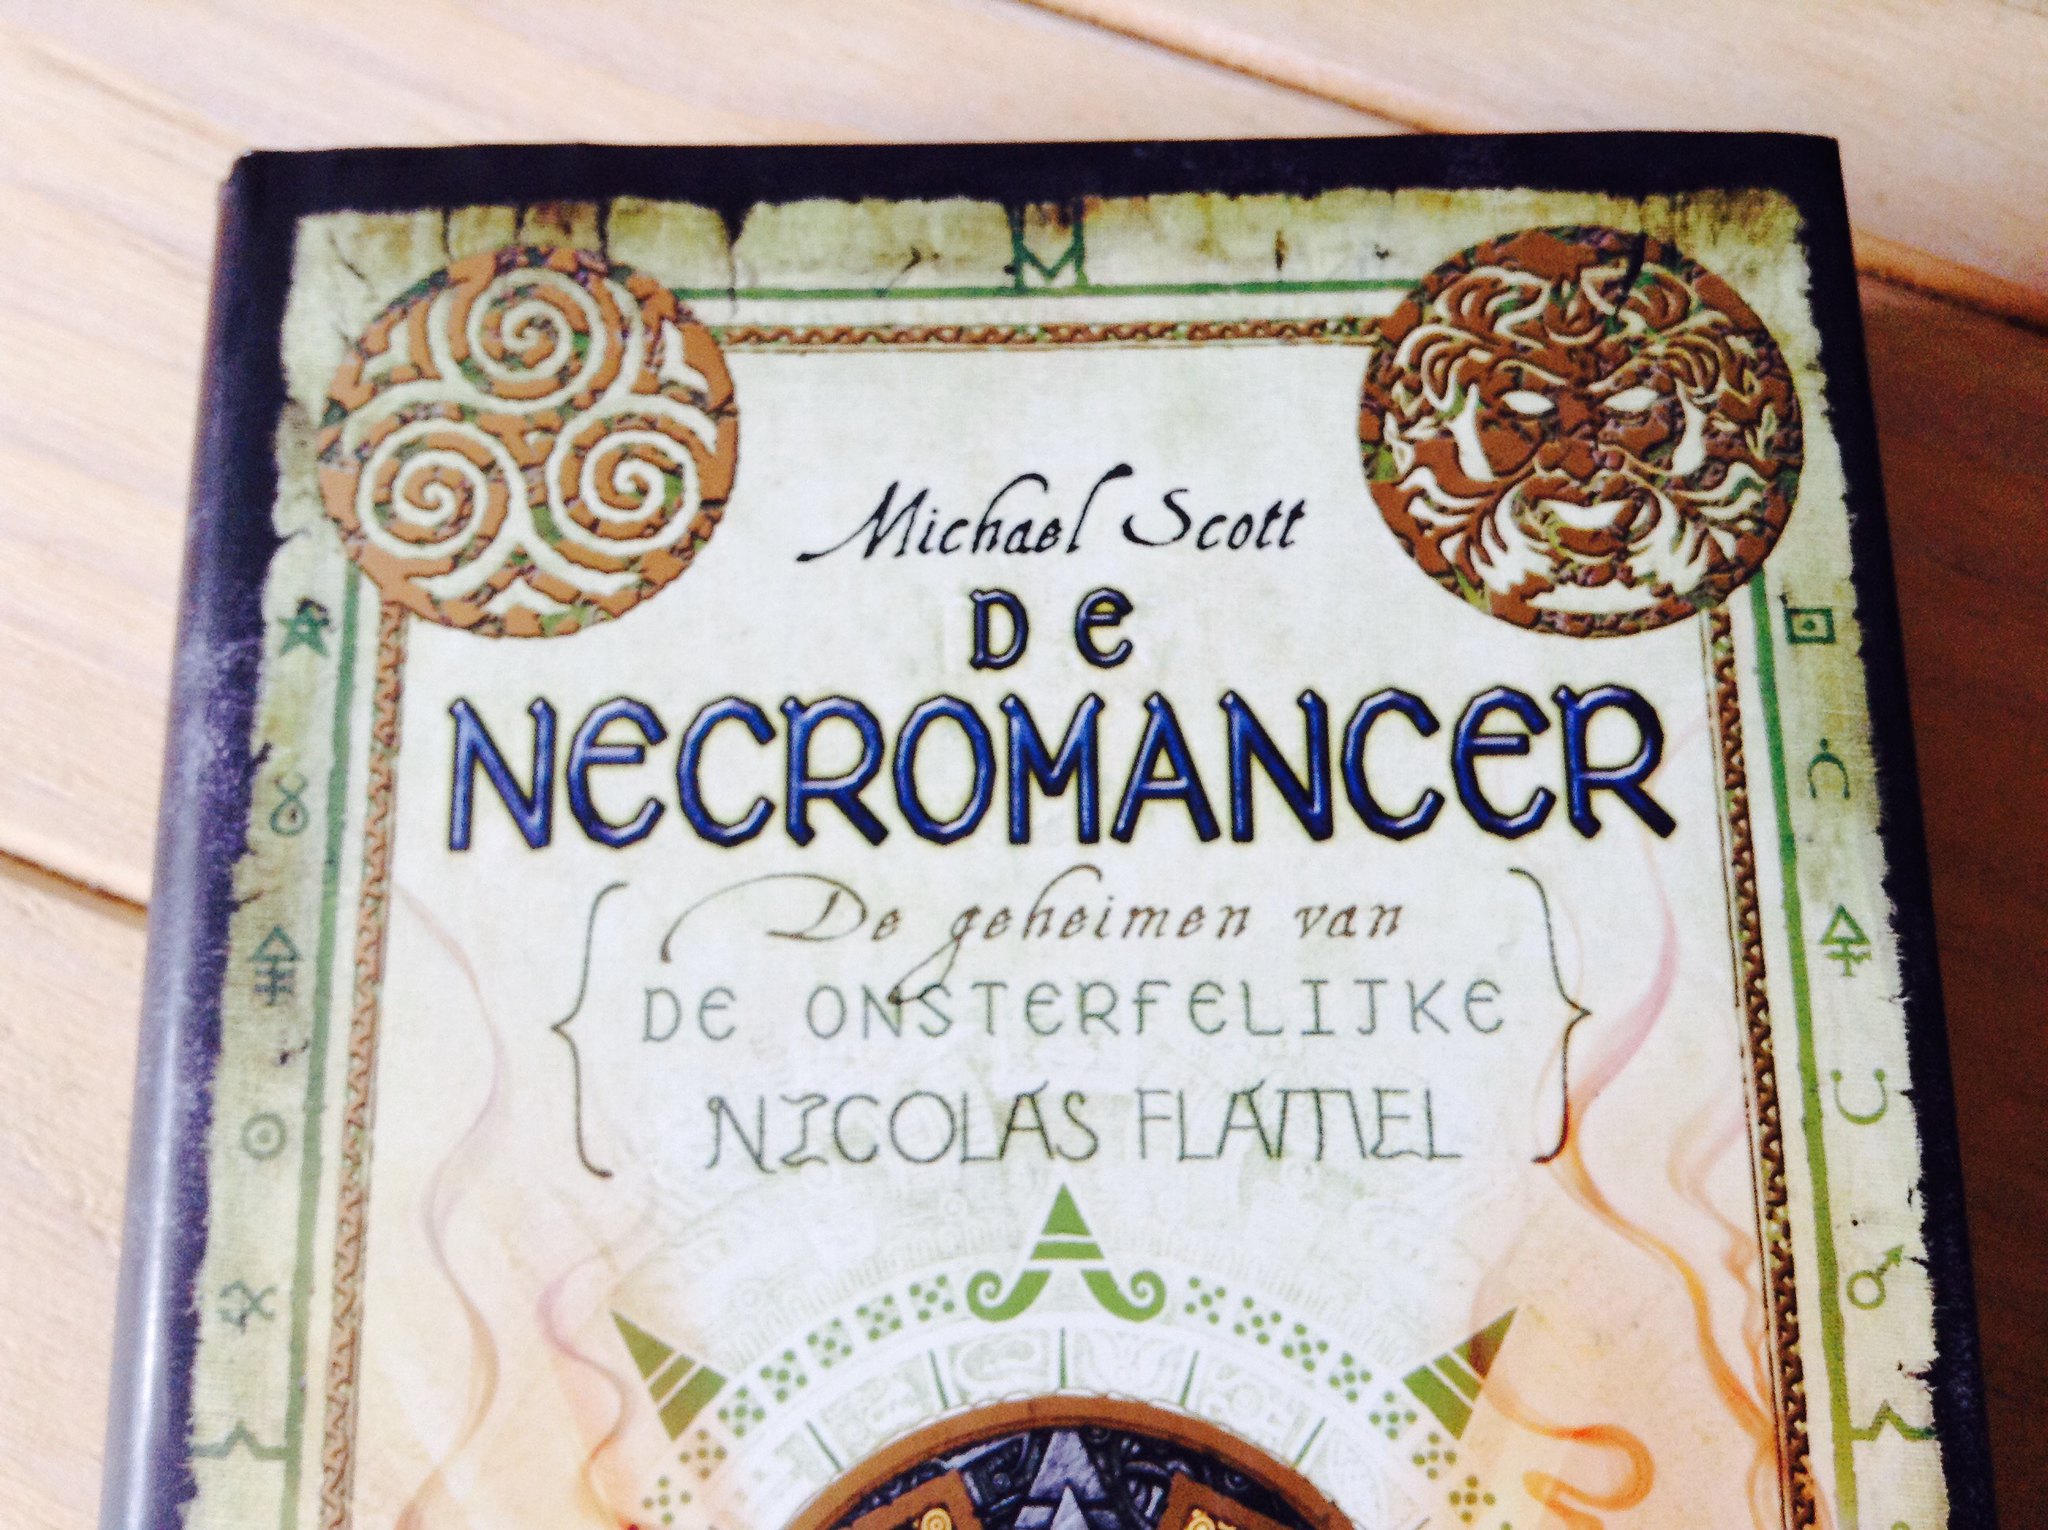 Michael Scott
DE
NECROMANCER
De geheimen van
DE ONSTERFELIJKE
NICOLAS FLAMEL